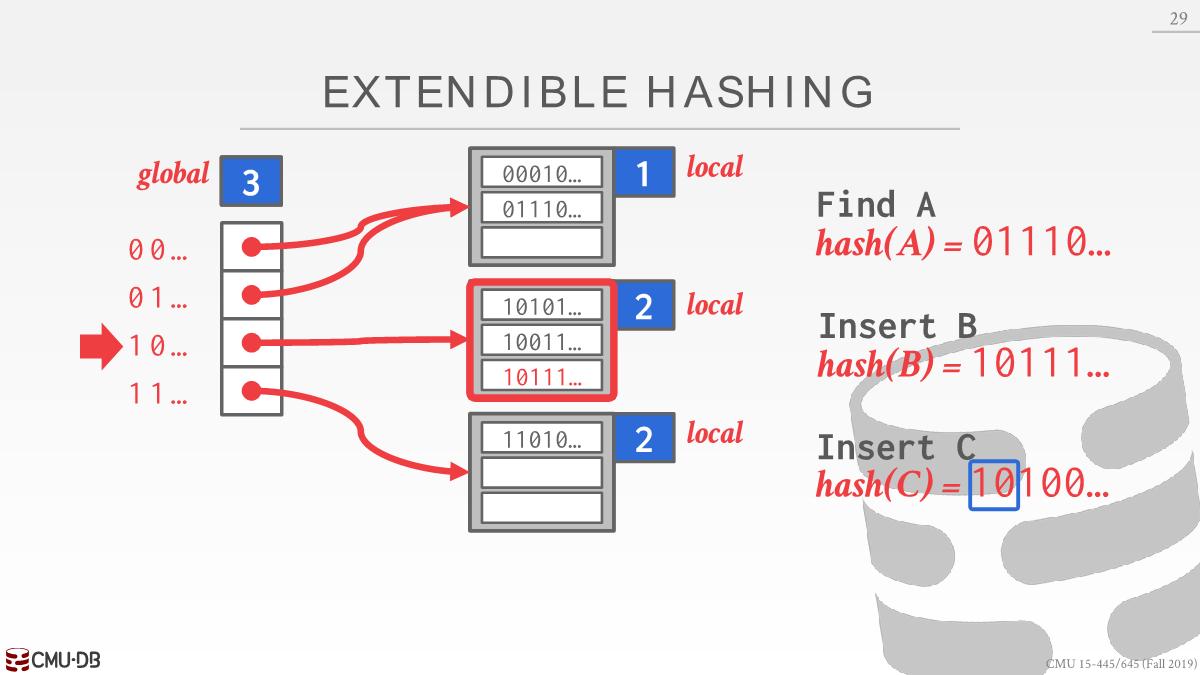 29
EXTENDIBLE HASHING
global 3
00…
01…
10…
11…
00010…
01110…
1 local
10101…
10011…
10111…
2 local
11010…
2 local
Find A
hash(A) = 01110…
Insert B
hash(B) = 10111…
Insert C
hash(C) = 10100…
CMU·DB
CMU 15-445/645 (Fall 2019)